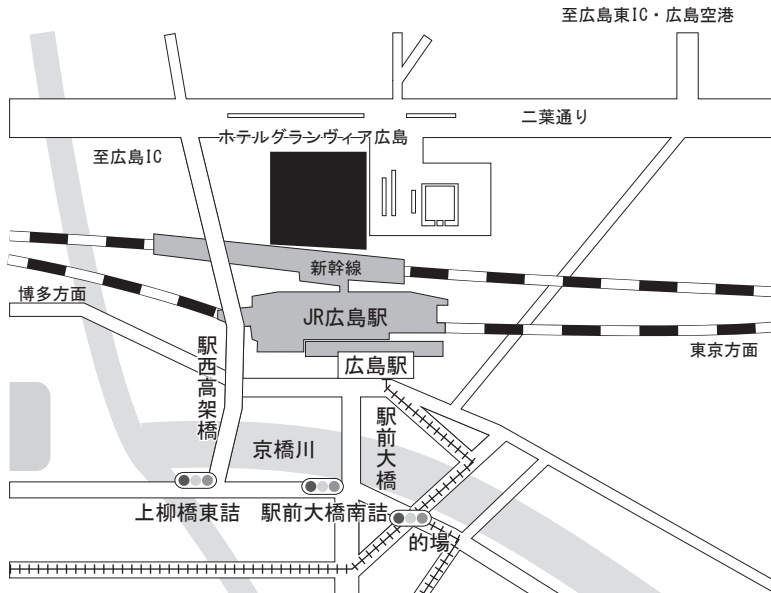 至広島東IC・広島空港
二葉通り
ホテルグランヴィア広島
至広島IC
新幹線
博多方面
JR広島駅
東京方面
広島駅
駅西高架橋
駅前大橋
京橋川
上柳橋東詰
駅前大橋南詰
的場